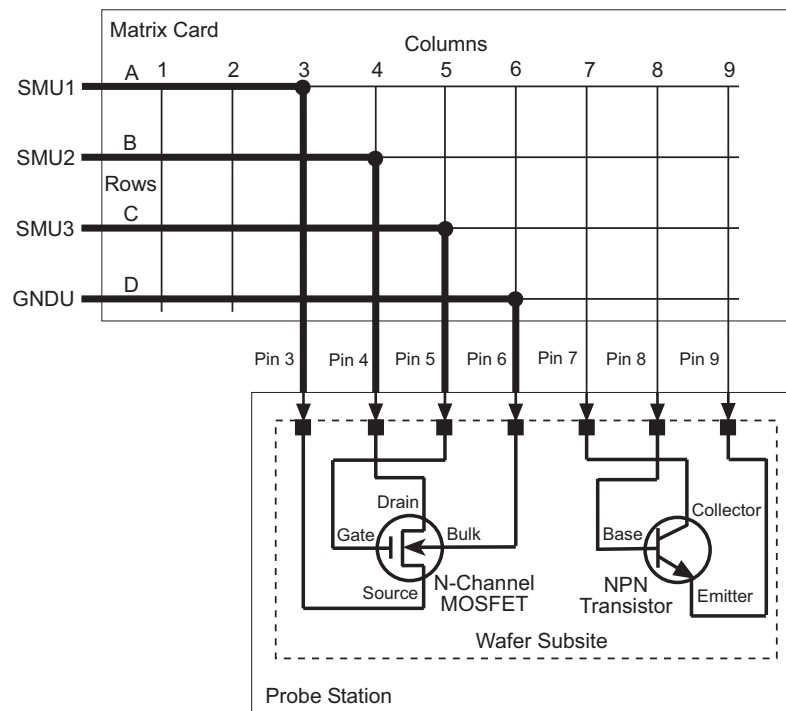 Matrix Card
Columns
1 2 3 4 5 6 7 8 9
SMU1 A
SMU2 B
Rows
SMU3 C
GNDU D
Pin 3 Pin 4 Pin 5 Pin 6 Pin 7 Pin 8 Pin 9
Drain
Gate
Bulk
Source
N-Channel
MOSFET
Collector
Base
NPN
Transistor
Emitter
Wafer Subsite
Probe Station